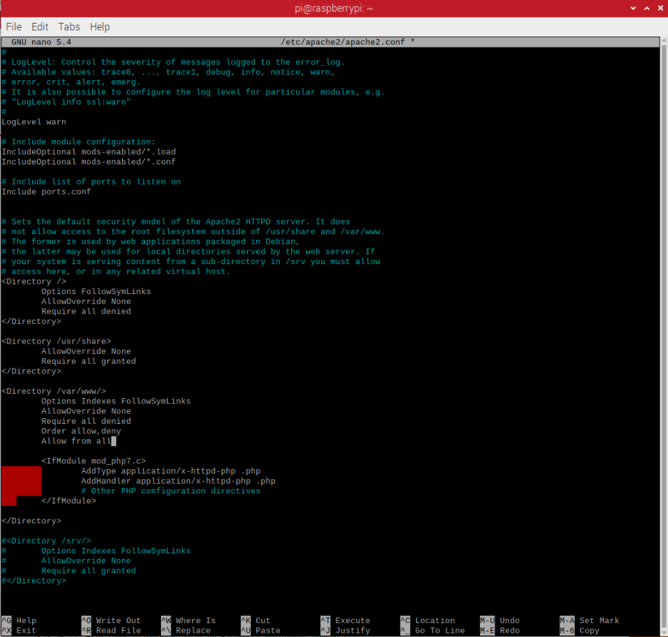 pi@raspberrypi: ~
File Edit Tabs Help
GNU nano 5.4 /etc/apache2/apache2.conf *
#
# LogLevel: Control the severity of messages logged to the error_log.
# Available values: trace8, ..., trace1, debug, info, notice, warn,
# error, crit, alert, emerg.
# It is also possible to configure the log level for particular modules, e.g.
# "LogLevel info ssl:warn"
#
LogLevel warn
# Include module configuration:
IncludeOptional mods-enabled/*.load
IncludeOptional mods-enabled/*.conf
# Include list of ports to listen on
Include ports.conf
# Sets the default security model of the Apache2 HTTPD server. It does
# not allow access to the root filesystem outside of /usr/share and /var/www.
# The former is used by web applications packaged in Debian,
# the latter may be used for local directories served by the web server. If
# your system is serving content from a sub-directory in /srv you must allow
# access here, or in any related virtual host.
<Directory />
Options FollowSymLinks
AllowOverride None
Require all denied
</Directory>
<Directory /usr/share>
AllowOverride None
Require all granted
</Directory>
<Directory /var/www/>
Options Indexes FollowSymLinks
AllowOverride None
Require all denied
Order allow,deny
Allow from all
<IfModule mod_php7.c>
AddType application/x-httpd-php .php
AddHandler application/x-httpd-php .php
# Other PHP configuration directives
</IfModule>
</Directory>
#<Directory /srv/>
# Options Indexes FollowSymLinks
# AllowOverride None
# Require all granted
#</Directory>
^G Help ^O Write Out ^W Where Is ^K Cut ^T Execute ^C Location M-U Undo M-A Set Mark
^X Exit ^R Read File ^\ Replace ^U Paste ^J Justify ^_ Go To Line M-E Redo M-6 Copy